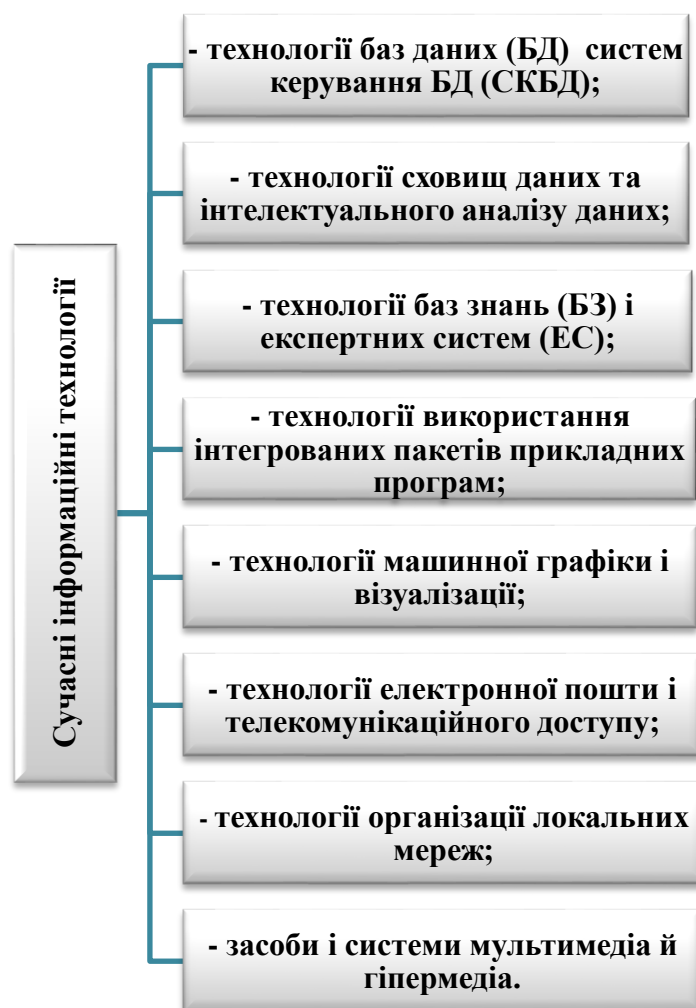 Сучасні інформаційні технології
- технології баз даних (БД) систем
керування БД (СКБД);
- технології сховищ даних та
інтелектуального аналізу даних;
- технології баз знань (БЗ) і
експертних систем (ЕС);
- технології використання
інтегрованих пакетів прикладних
програм;
- технології машинної графіки і
візуалізації;
- технології електронної пошти і
телекомунікаційного доступу;
- технології організації локальних
мереж;
- засоби і системи мультимедіа й
гіпермедіа.